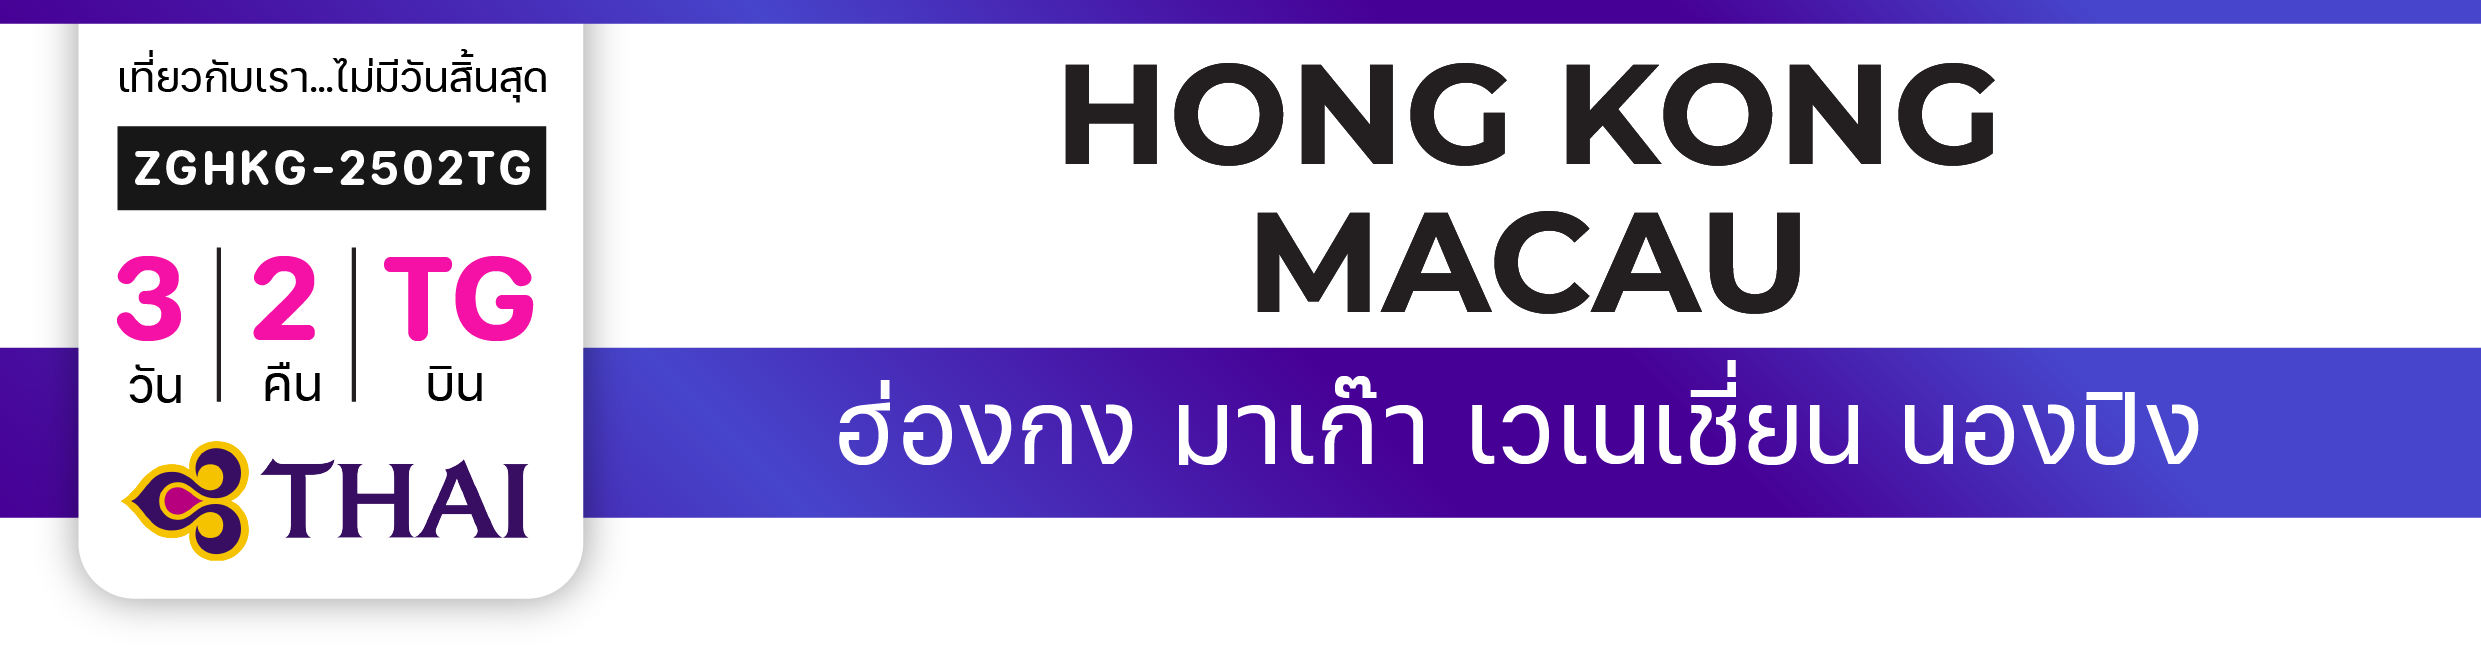 เที่ยวกับเรา...ไม่มีวันสิ้นสุด
ZGHKG-2502TG
3 2 TG
วัน คืน บิน
THAI
HONG KONG
MACAU
ฮ่องกง มาเก๊า เวเนเชี่ยน นองปิง